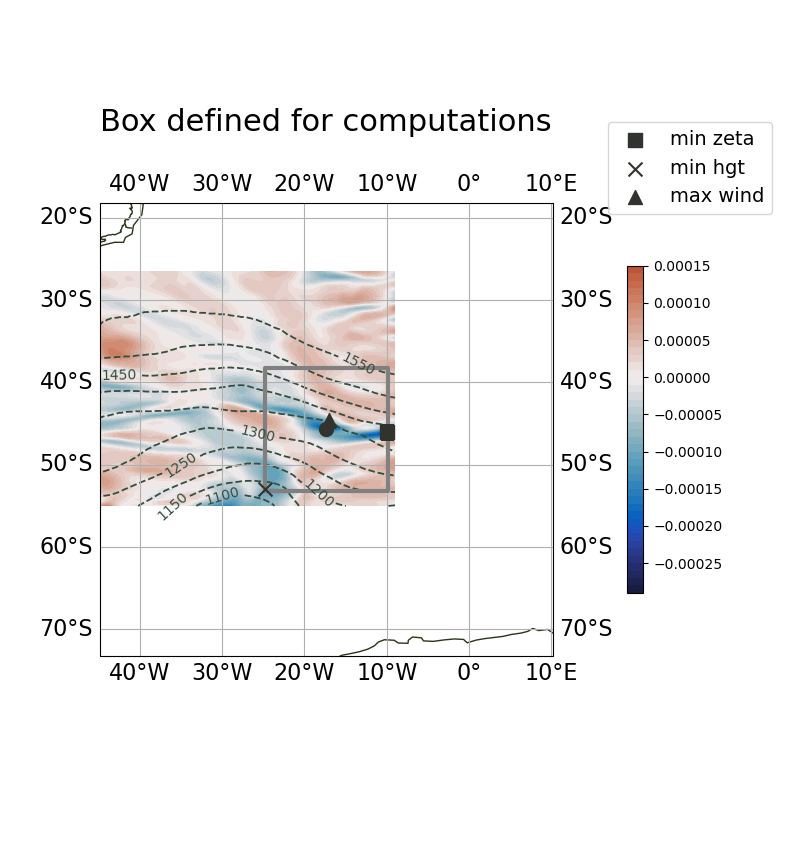 Box defined for computations
min zeta
min hgt
max wind
40°W 30°W 20°W 10°W 0° 10°E
20°S 20°S
30°S 30°S
40°S 40°S
50°S 50°S
60°S 60°S
70°S 70°S
40°W 30°W 20°W 10°W 0° 10°E
1550
1450
1300
1250
1200
1150
1100
0.00015
0.00010
0.00005
0.00000
−0.00005
−0.00010
−0.00015
−0.00020
−0.00025